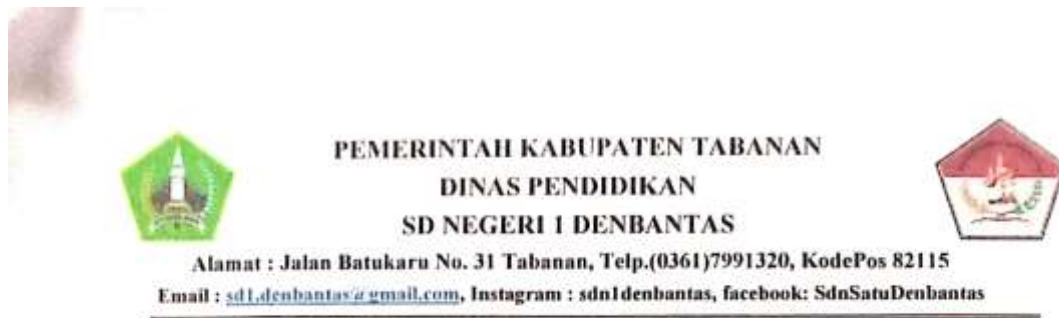 PEMERINTAH KABUPATEN TABANAN
DINAS PENDIDIKAN
SD NEGERI 1 DENBANTAS
Alamat : Jalan Batukaru No. 31 Tabanan, Telp.(0361)7991320, KodePos 82115
Email : sd1.denbantas@gmail.com, Instagram : sdn1denbantas, facebook: SdnSatuDenbantas